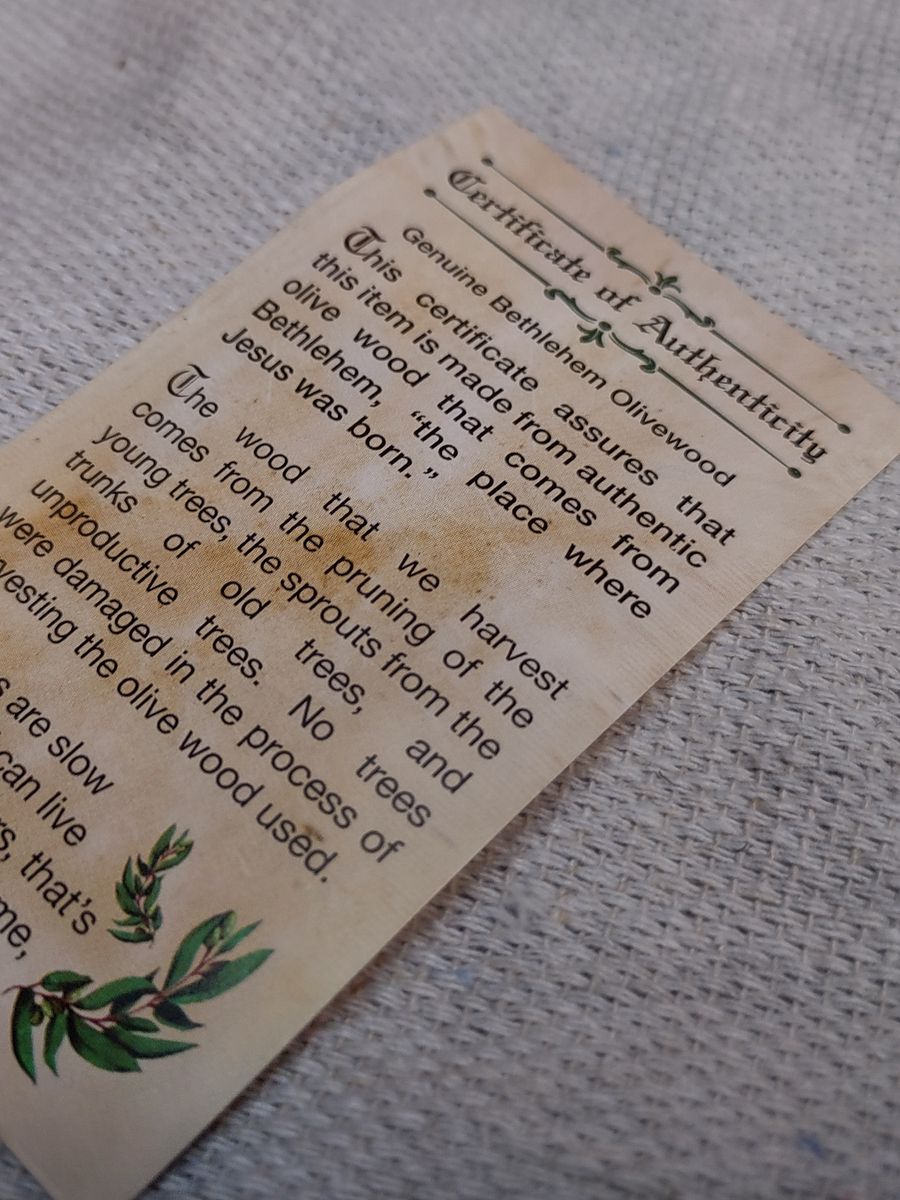 Certificate of Authenticity
Genuine Bethlehem Olivewood
This certificate assures that
this item is made from authentic
olive wood that comes from
Bethlehem, “the place where
Jesus was born.”
The wood that we harvest
comes from the pruning of the
young trees, the sprouts from the
trunks of old trees, and
unproductive trees. No trees
were damaged in the process of
the olive wood used.
are slow
can live
that's